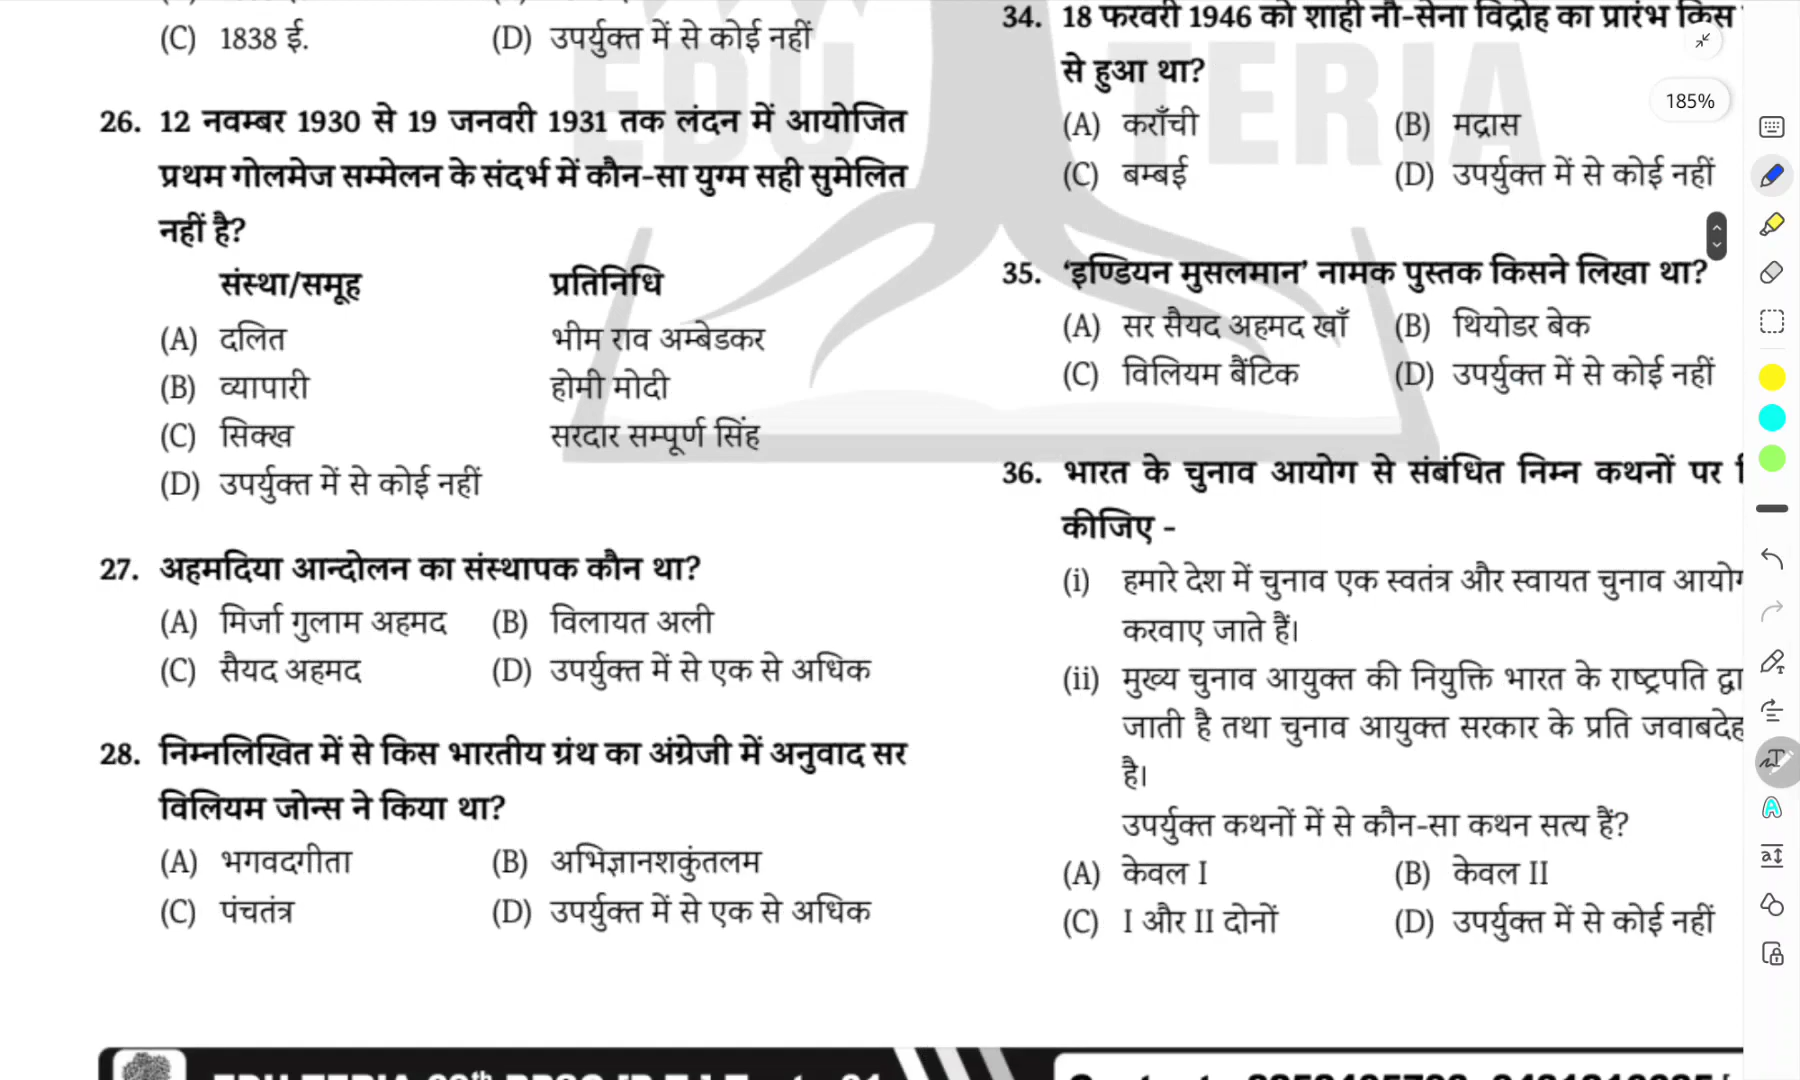 (C) 1838 ई. (D) उपर्युक्त में से कोई नहीं
26. 12 नवम्बर 1930 से 19 जनवरी 1931 तक लंदन में आयोजित
प्रथम गोलमेज सम्मेलन के संदर्भ में कौन-सा युग्म सही सुमेलित
नहीं है?
संस्था/समूह प्रतिनिधि
(A) दलित भीम राव अम्बेडकर
(B) व्यापारी होमी मोदी
(C) सिक्ख सरदार सम्पूर्ण सिंह
(D) उपर्युक्त में से कोई नहीं
27. अहमदिया आन्दोलन का संस्थापक कौन था?
(A) मिर्जा गुलाम अहमद (B) विलायत अली
(C) सैयद अहमद (D) उपर्युक्त में से एक से अधिक
28. निम्नलिखित में से किस भारतीय ग्रंथ का अंग्रेजी में अनुवाद सर
विलियम जोन्स ने किया था?
(A) भगवदगीता (B) अभिज्ञानशकुंतलम
(C) पंचतंत्र (D) उपर्युक्त में से एक से अधिक
34. 18 फरवरी 1946 को शाही नौ-सेना विद्रोह का प्रारंभ किस
से हुआ था?
(A) कराँची (B) मद्रास
(C) बम्बई (D) उपर्युक्त में से कोई नहीं
35. ‘इण्डियन मुसलमान’ नामक पुस्तक किसने लिखा था?
(A) सर सैयद अहमद खाँ (B) थियोडर बेक
(C) विलियम बैंटिक (D) उपर्युक्त में से कोई नहीं
36. भारत के चुनाव आयोग से संबंधित निम्न कथनों पर
कीजिए -
(i) हमारे देश में चुनाव एक स्वतंत्र और स्वायत चुनाव
करवाए जाते हैं।
(ii) मुख्य चुनाव आयुक्त की नियुक्ति भारत के राष्ट्रपति
जाती है तथा चुनाव आयुक्त सरकार के प्रति
है।
उपर्युक्त कथनों में से कौन-सा कथन सत्य हैं?
(A) केवल I (B) केवल II
(C) I और II दोनों (D) उपर्युक्त में से कोई नहीं
185%
EDU TERIA